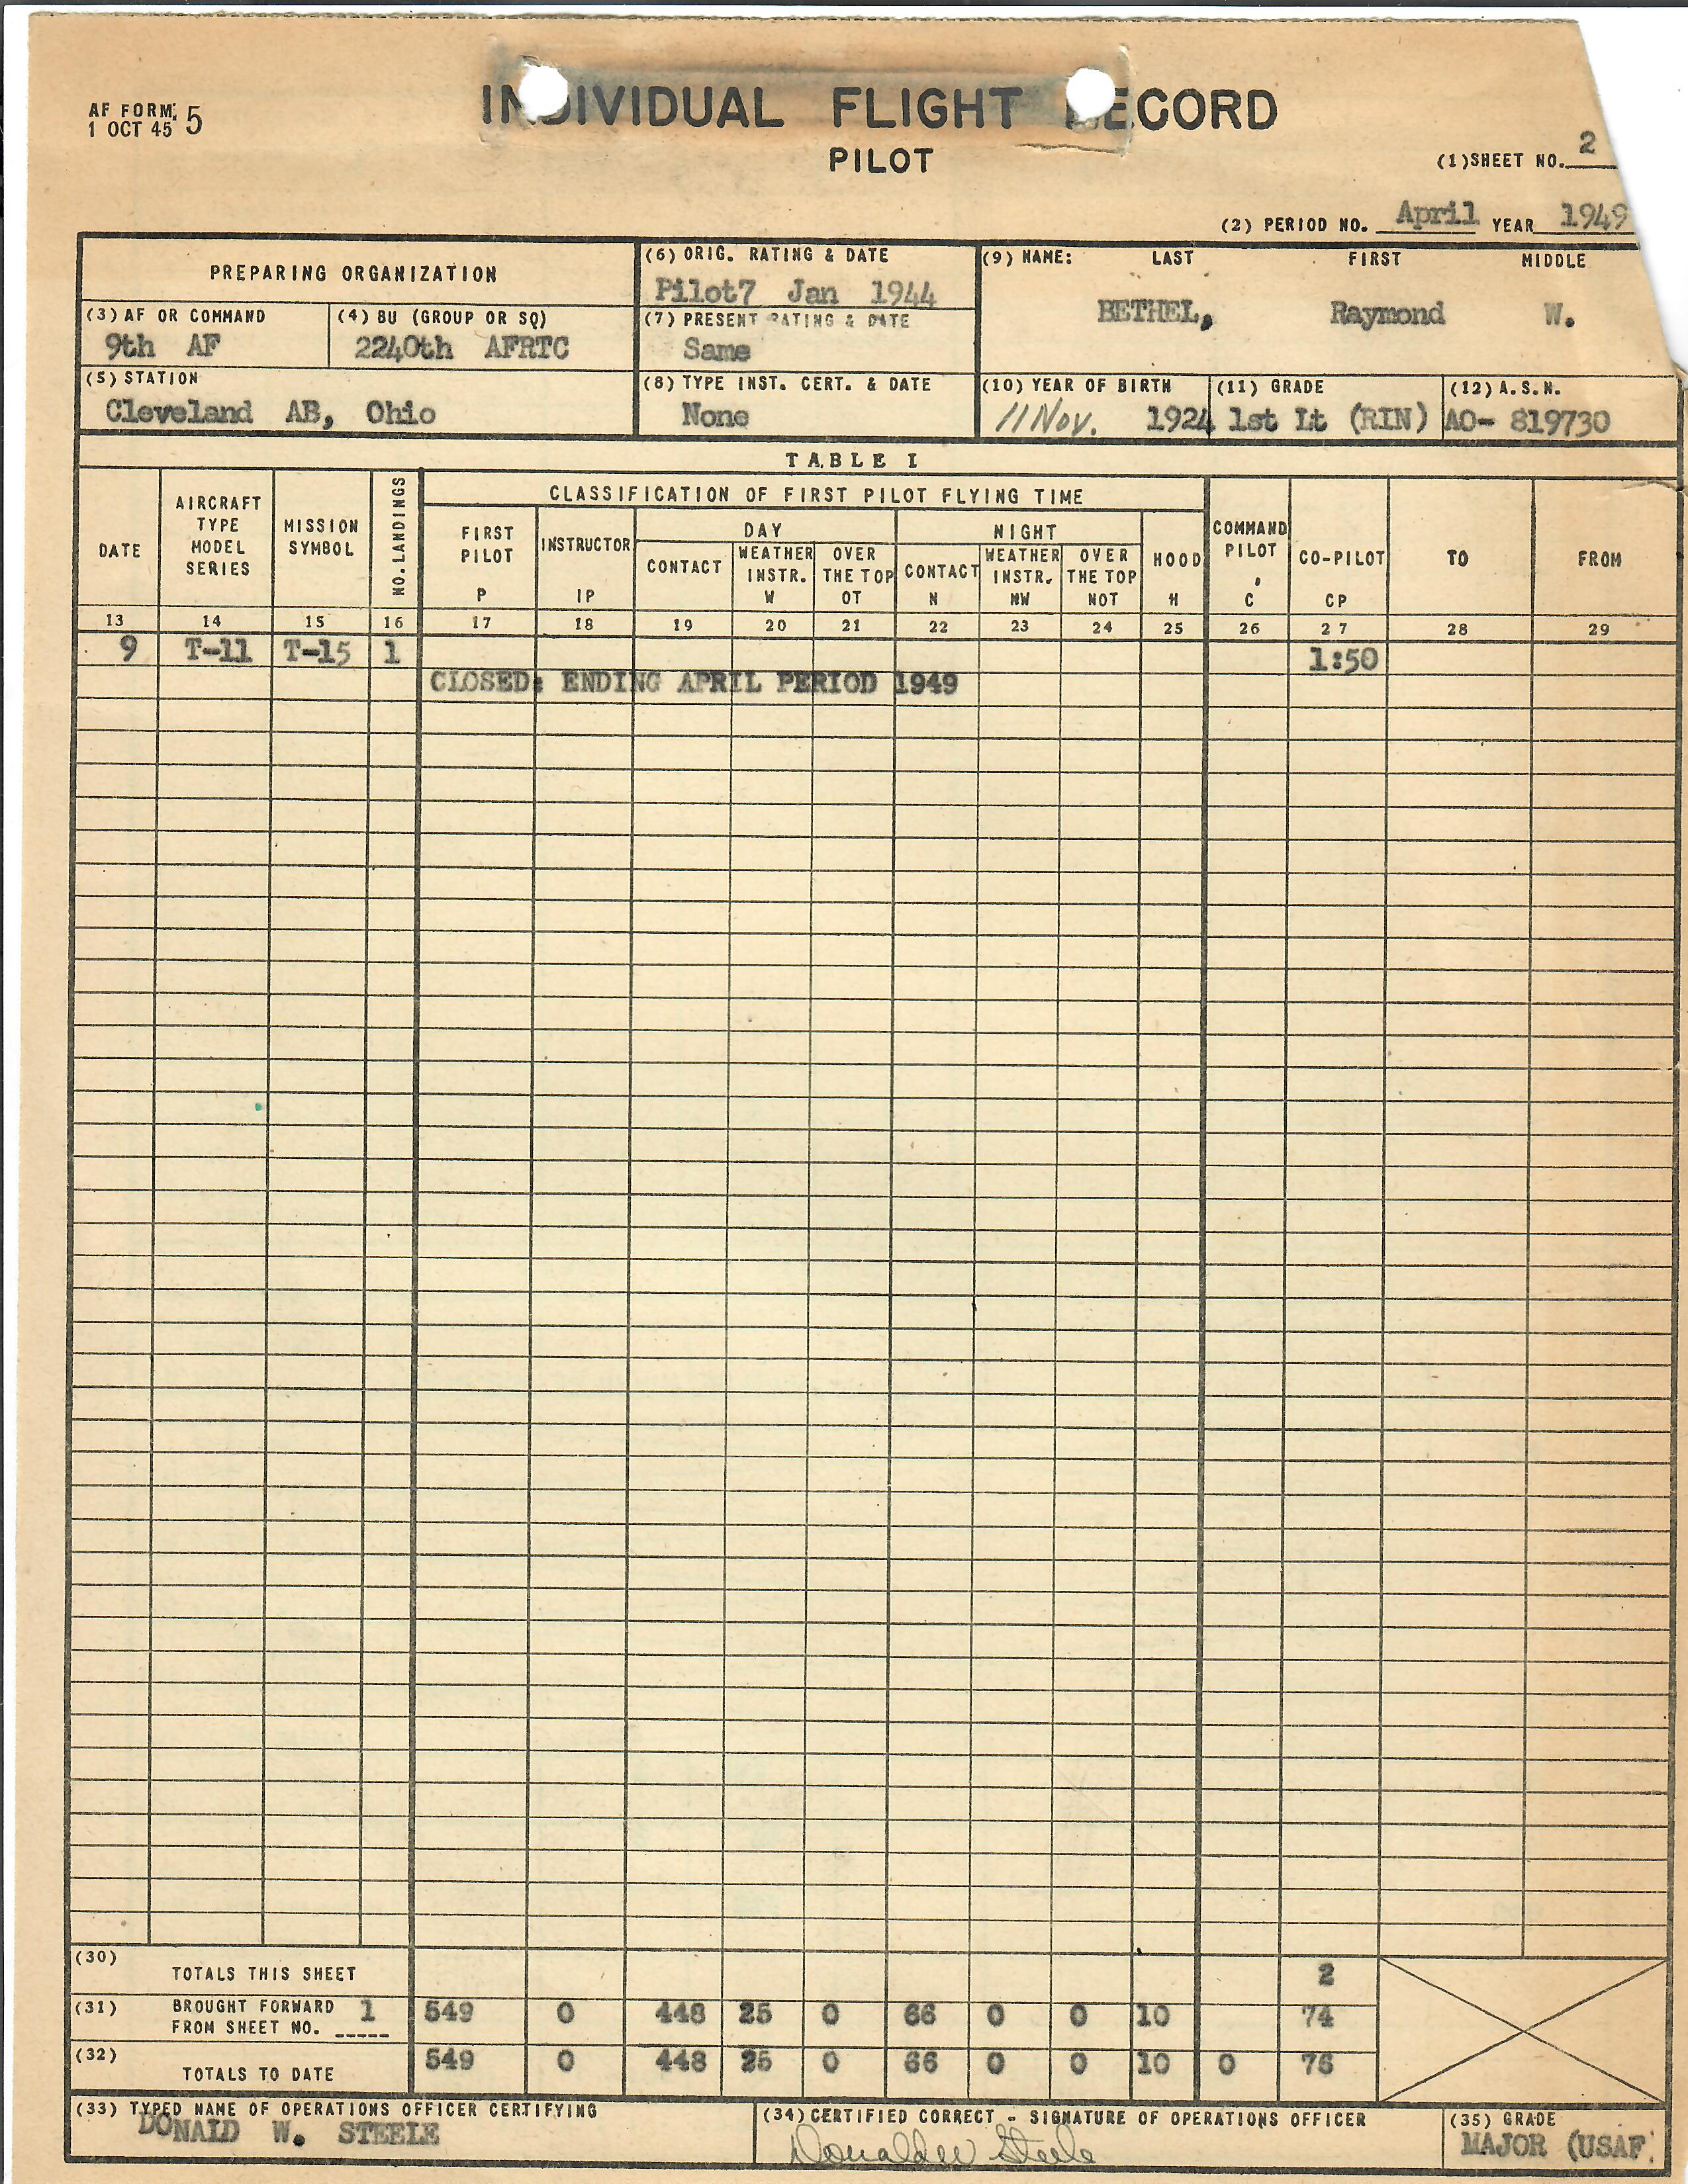 AF FORM 5
1 OCT 45
INDIVIDUAL FLIGHT RECORD
PILOT
(1) SHEET NO. 2
(2) PERIOD NO. April YEAR 1949
PREPARING ORGANIZATION
(3) AF OR COMMAND
9th AF
(4) BU (GROUP OR SQ)
2240th AFRTC
(5) STATION
Cleveland AB, Ohio
(6) ORIG. RATING & DATE
Pilot7 Jan 1944
(7) PRESENT RATING & DATE
Same
(8) TYPE INST. CERT. & DATE
None
(9) NAME: LAST FIRST MIDDLE
BETHEL, Raymond W.
(10) YEAR OF BIRTH
11 Nov. 1924
(11) GRADE
1st Lt (RIN)
(12) A.S.N.
AO- 819730
TABLE I
DATE
AIRCRAFT TYPE MODEL SERIES
MISSION SYMBOL
NO. LANDINGS
CLASSIFICATION OF FIRST PILOT FLYING TIME
FIRST PILOT P
INSTRUCTOR IP
DAY
CONTACT
WEATHER INSTR. W
OVER THE TOP OT
NIGHT
CONTACT N
WEATHER INSTR. NW
OVER THE TOP NOT
HOOD H
COMMAND PILOT C
CO-PILOT CP
TO
FROM
13 14 15 16 17 18 19 20 21 22 23 24 25 26 27 28 29
9 T-11 T-15 1 1:50
CLOSED: ENDING APRIL PERIOD 1949
(30) TOTALS THIS SHEET 2
(31) BROUGHT FORWARD FROM SHEET NO. 1 549 0 448 25 0 66 0 0 10 74
(32) TOTALS TO DATE 549 0 448 25 0 66 0 0 10 0 76
(33) TYPED NAME OF OPERATIONS OFFICER CERTIFYING
DONALD W. STEELE
(34) CERTIFIED CORRECT - SIGNATURE OF OPERATIONS OFFICER
Donald W Steele
(35) GRADE
MAJOR (USAF)